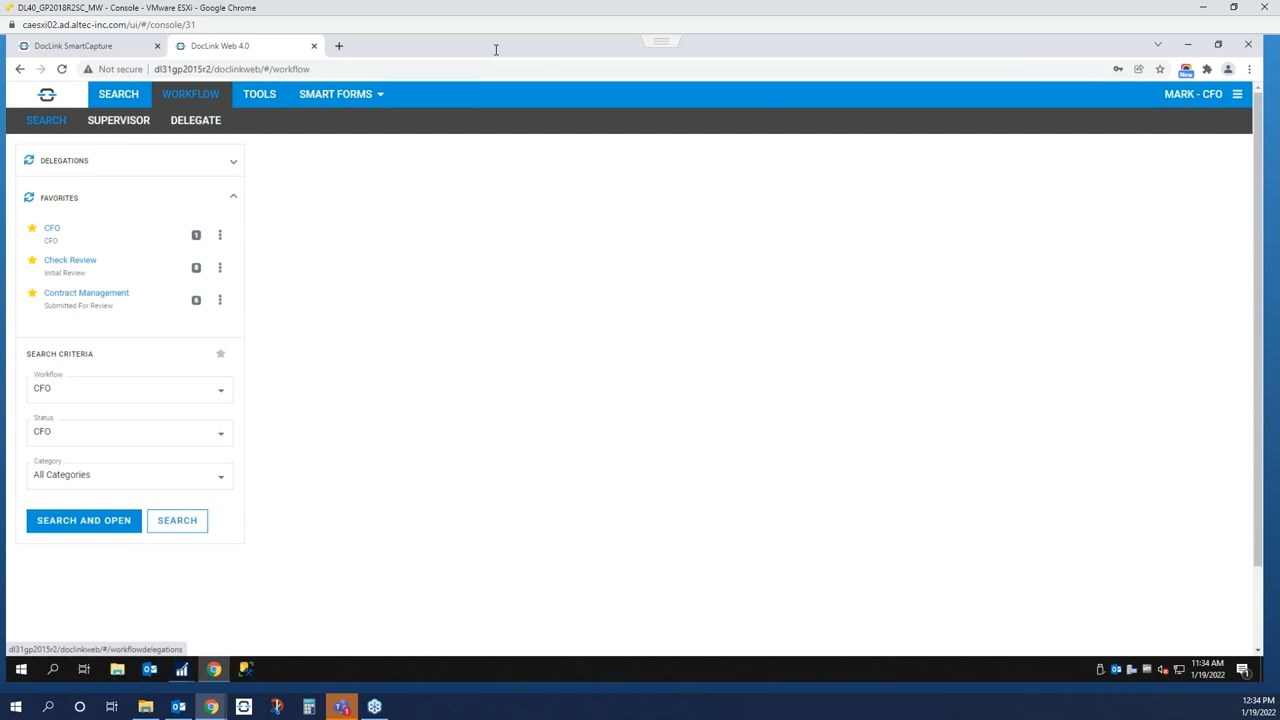 DL40_GP2018R2SC_MW - Console - VMware ESXi - Google Chrome
caesxi02.ad.altec-inc.com/ui/#/console/31
DocLink SmartCapture
DocLink Web 4.0
Not secure
dl31gp2015r2/doclinkweb/#/workflow
New
SEARCH
WORKFLOW
TOOLS
SMART FORMS
MARK - CFO
SEARCH
SUPERVISOR
DELEGATE
DELEGATIONS
FAVORITES
CFO
CFO
1
Check Review
Initial Review
8
Contract Management
Submitted For Review
6
SEARCH CRITERIA
Workflow
CFO
Status
CFO
Category
All Categories
SEARCH AND OPEN
SEARCH
dl31gp2015r2/doclinkweb/#/workflowdelegations
11:34 AM
1/19/2022
12:34 PM
1/19/2022